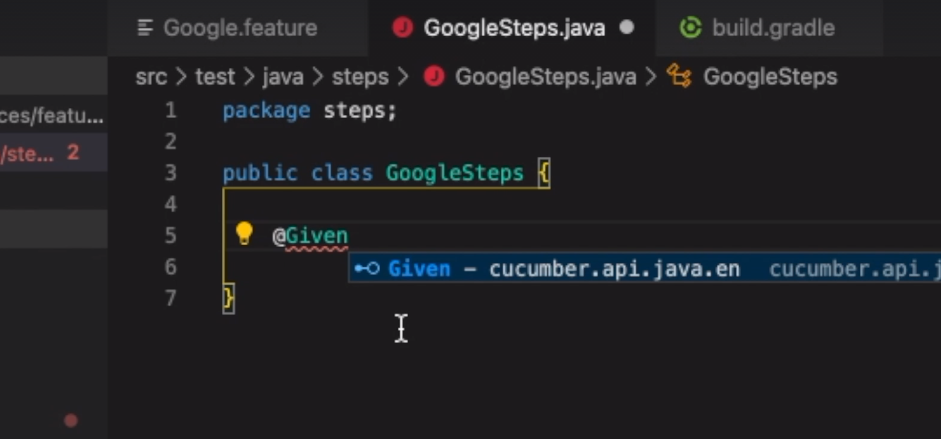 Google.feature GoogleSteps.java build.gradle
src > test > java > steps > GoogleSteps.java > GoogleSteps
ces/featu...
/ste... 2
1 package steps;
2
3 public class GoogleSteps {
4
5 @Given
Given – cucumber.api.java.en cucumber.api.j
6
7 }